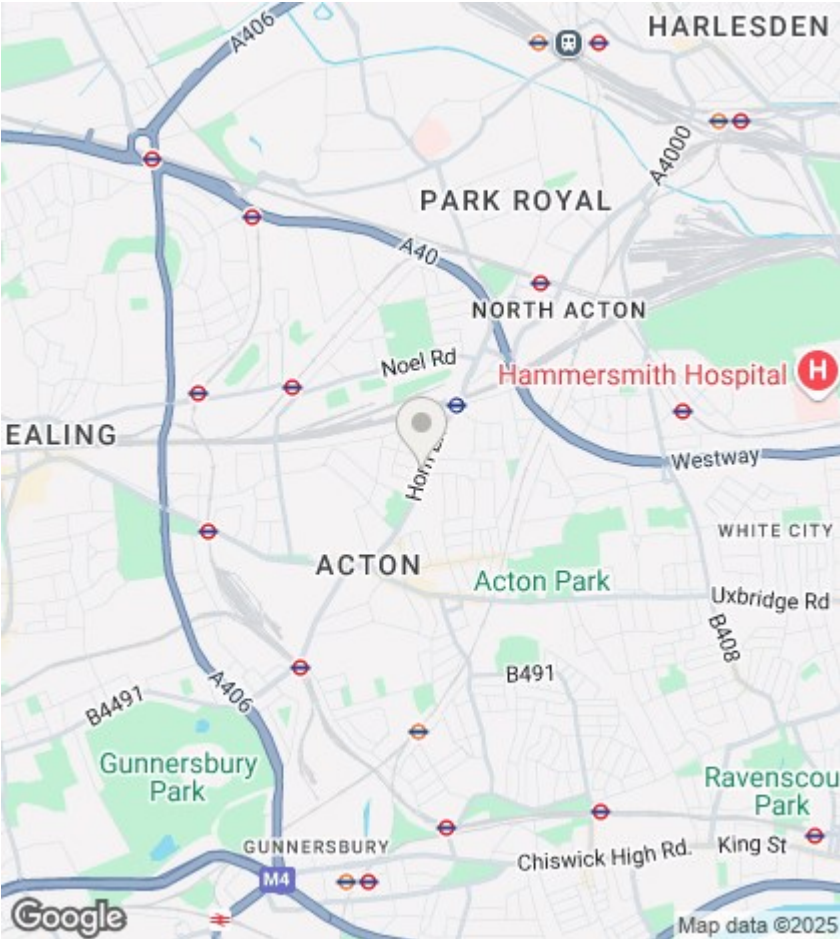 HARLESDEN
A406
A4000
PARK ROYAL
A40
NORTH ACTON
Noel Rd
Hammersmith Hospital
H
EALING
Westway
WHITE CITY
ACTON
Acton Park
Uxbridge Rd
B408
B491
B4491
A406
Gunnersbury
Park
Ravenscou
Park
GUNNERSBURY
Chiswick High Rd.
King St
M4
Google
Map data ©2025